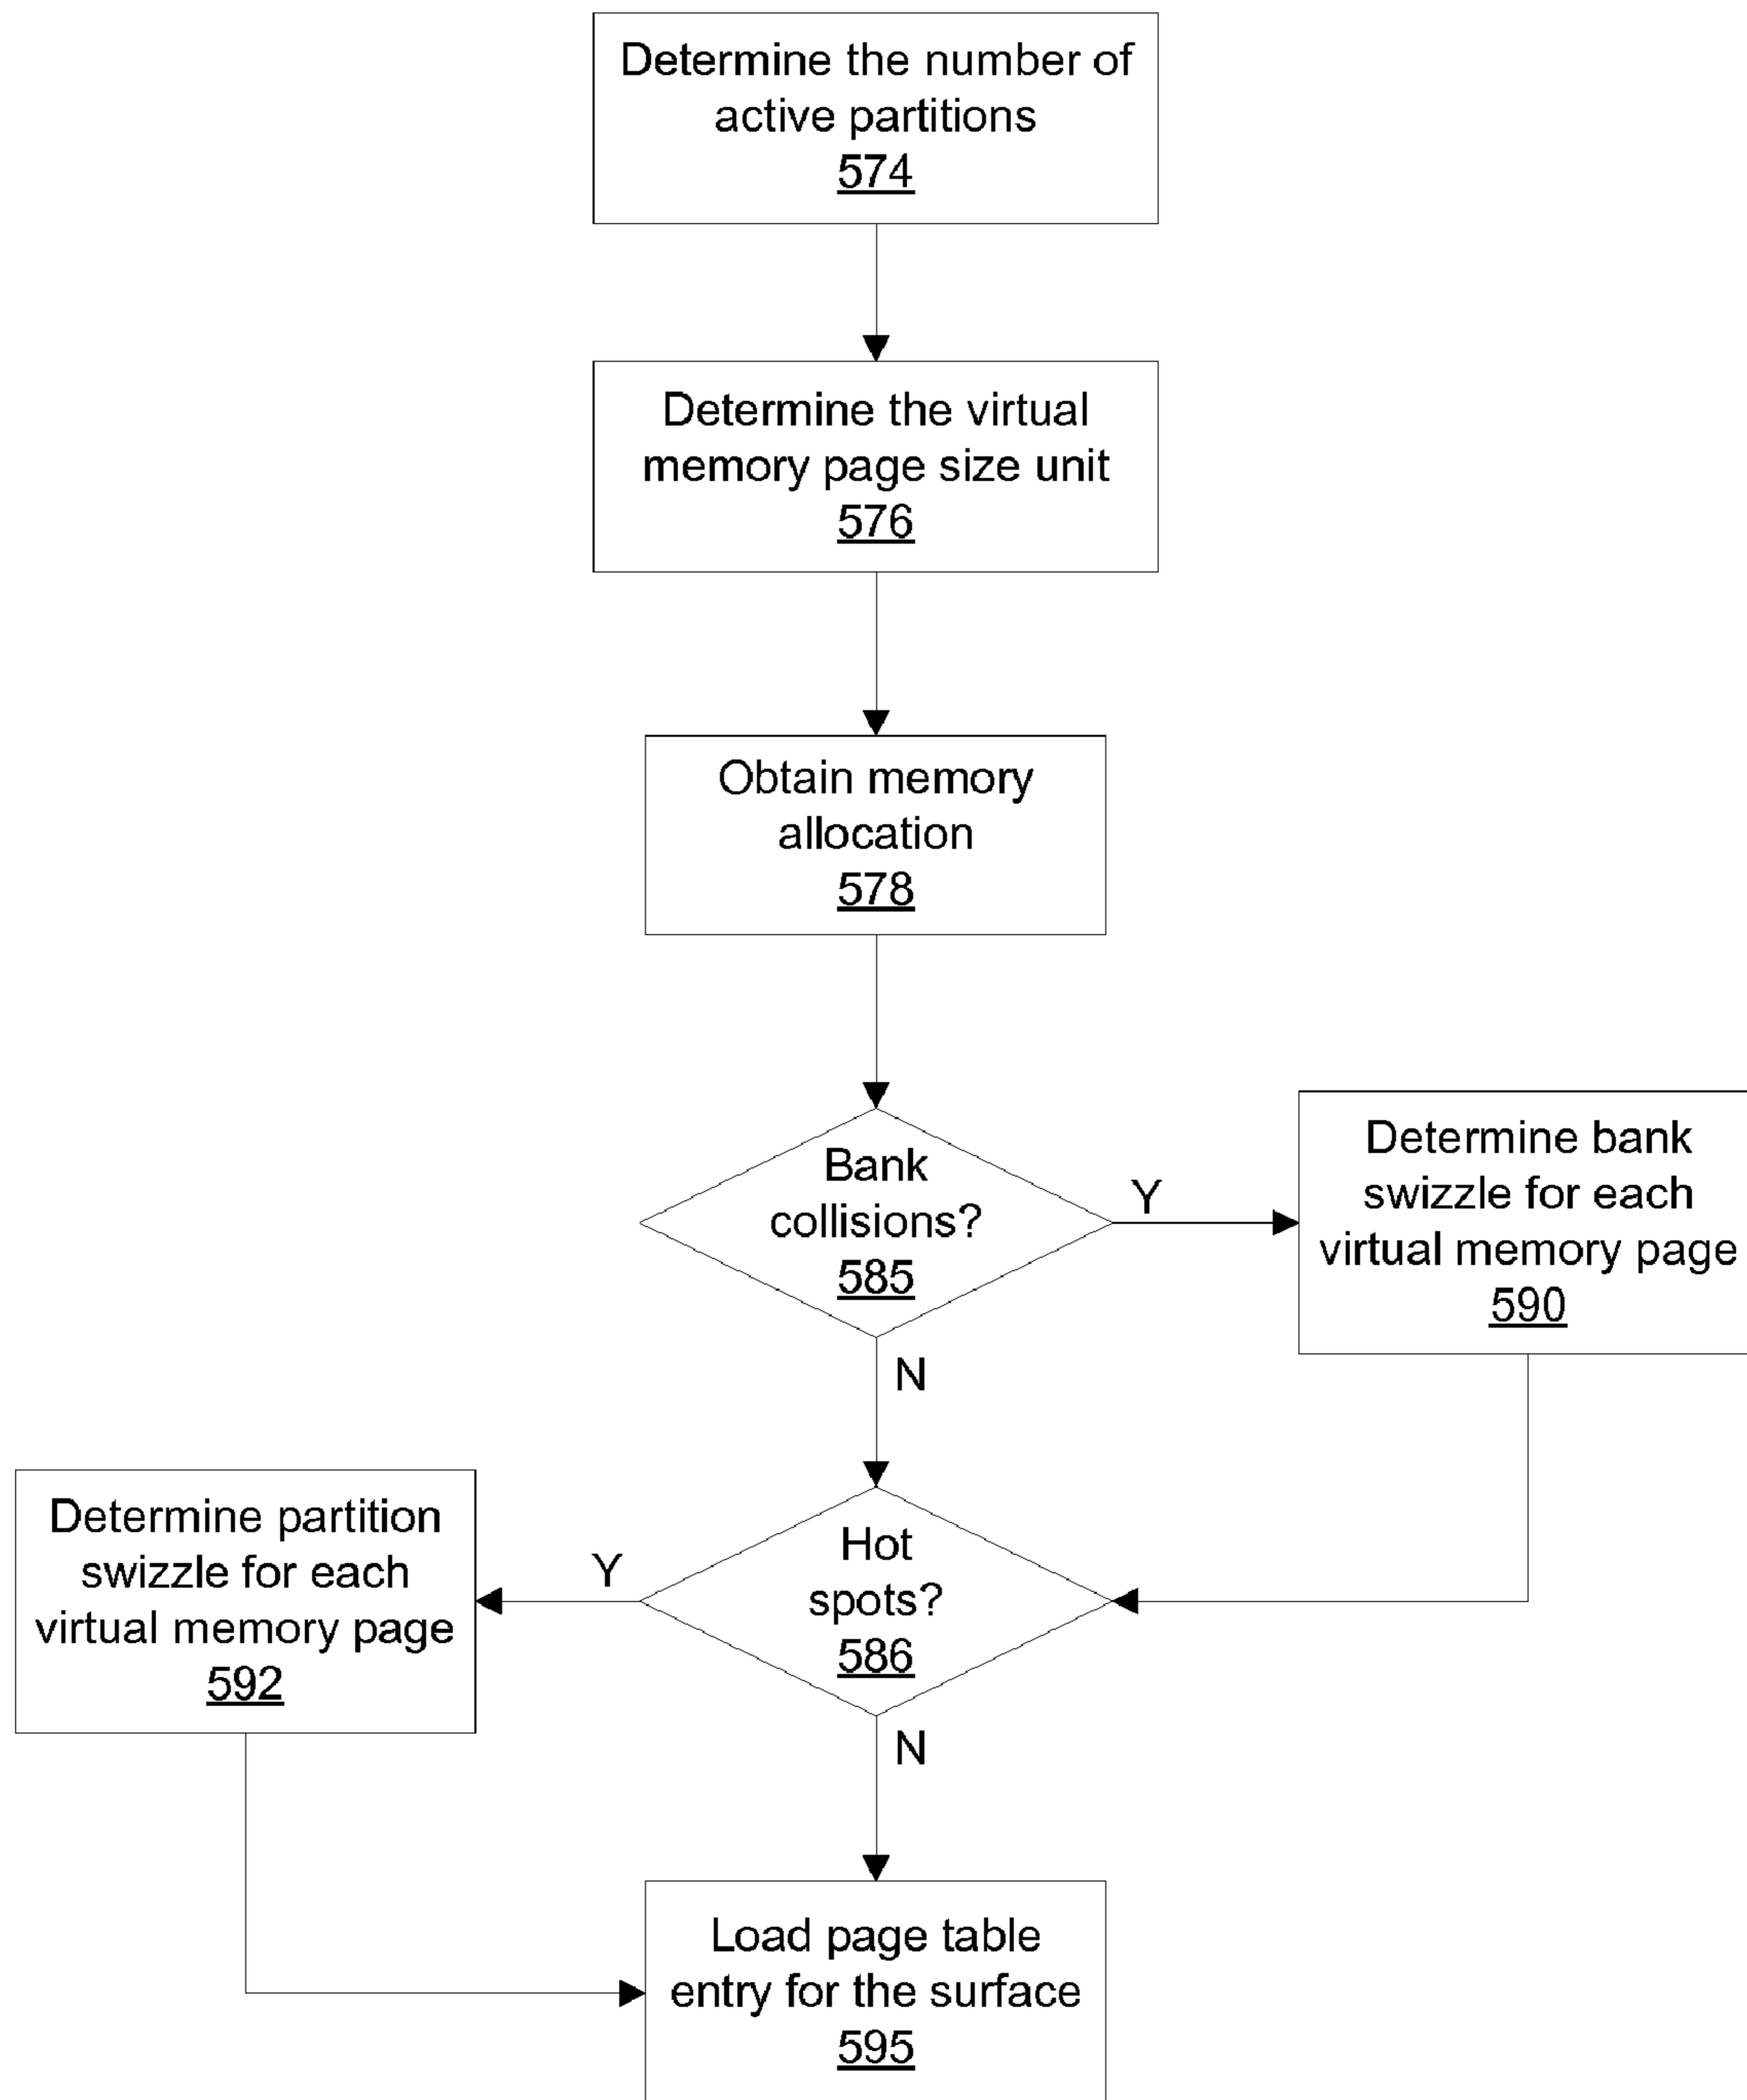 Determine the number of
active partitions
574
Determine the virtual
memory page size unit
576
Obtain memory
allocation
578
Bank
collisions?
585
Y
Determine bank
swizzle for each
virtual memory page
590
N
Determine partition
swizzle for each
virtual memory page
592
Y
Hot
spots?
586
N
Load page table
entry for the surface
595